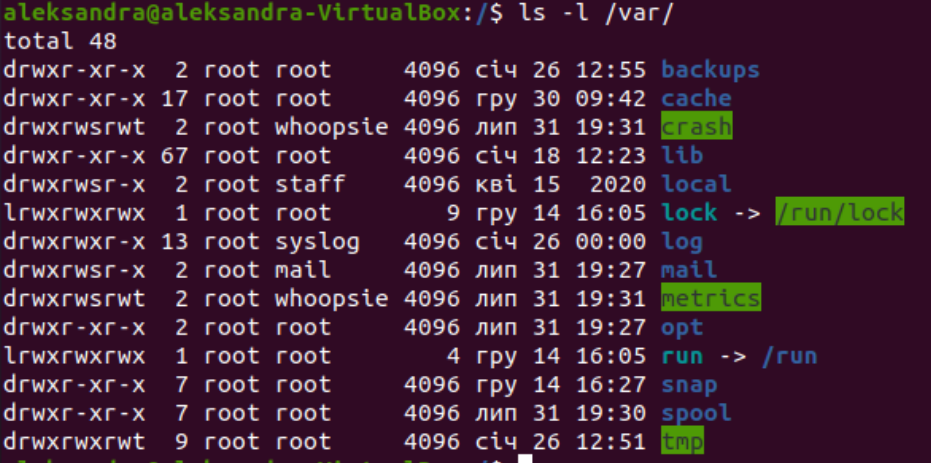 aleksandra@aleksandra-VirtualBox:/$ ls -l /var/
total 48
drwxr-xr-x  2 root root     4096 січ 26 12:55 backups
drwxr-xr-x 17 root root     4096 гру 30 09:42 cache
drwxrwsrwt  2 root whoopsie 4096 лип 31 19:31 crash
drwxr-xr-x 67 root root     4096 січ 18 12:23 lib
drwxrwsr-x  2 root staff    4096 кві 15  2020 local
lrwxrwxrwx  1 root root        9 гру 14 16:05 lock -> /run/lock
drwxrwxr-x 13 root syslog   4096 січ 26 00:00 log
drwxrwsr-x  2 root mail     4096 лип 31 19:27 mail
drwxrwsrwt  2 root whoopsie 4096 лип 31 19:31 metrics
drwxr-xr-x  2 root root     4096 лип 31 19:27 opt
lrwxrwxrwx  1 root root        4 гру 14 16:05 run -> /run
drwxr-xr-x  7 root root     4096 гру 14 16:27 snap
drwxr-xr-x  7 root root     4096 лип 31 19:30 spool
drwxrwxrwt  9 root root     4096 січ 26 12:51 tmp